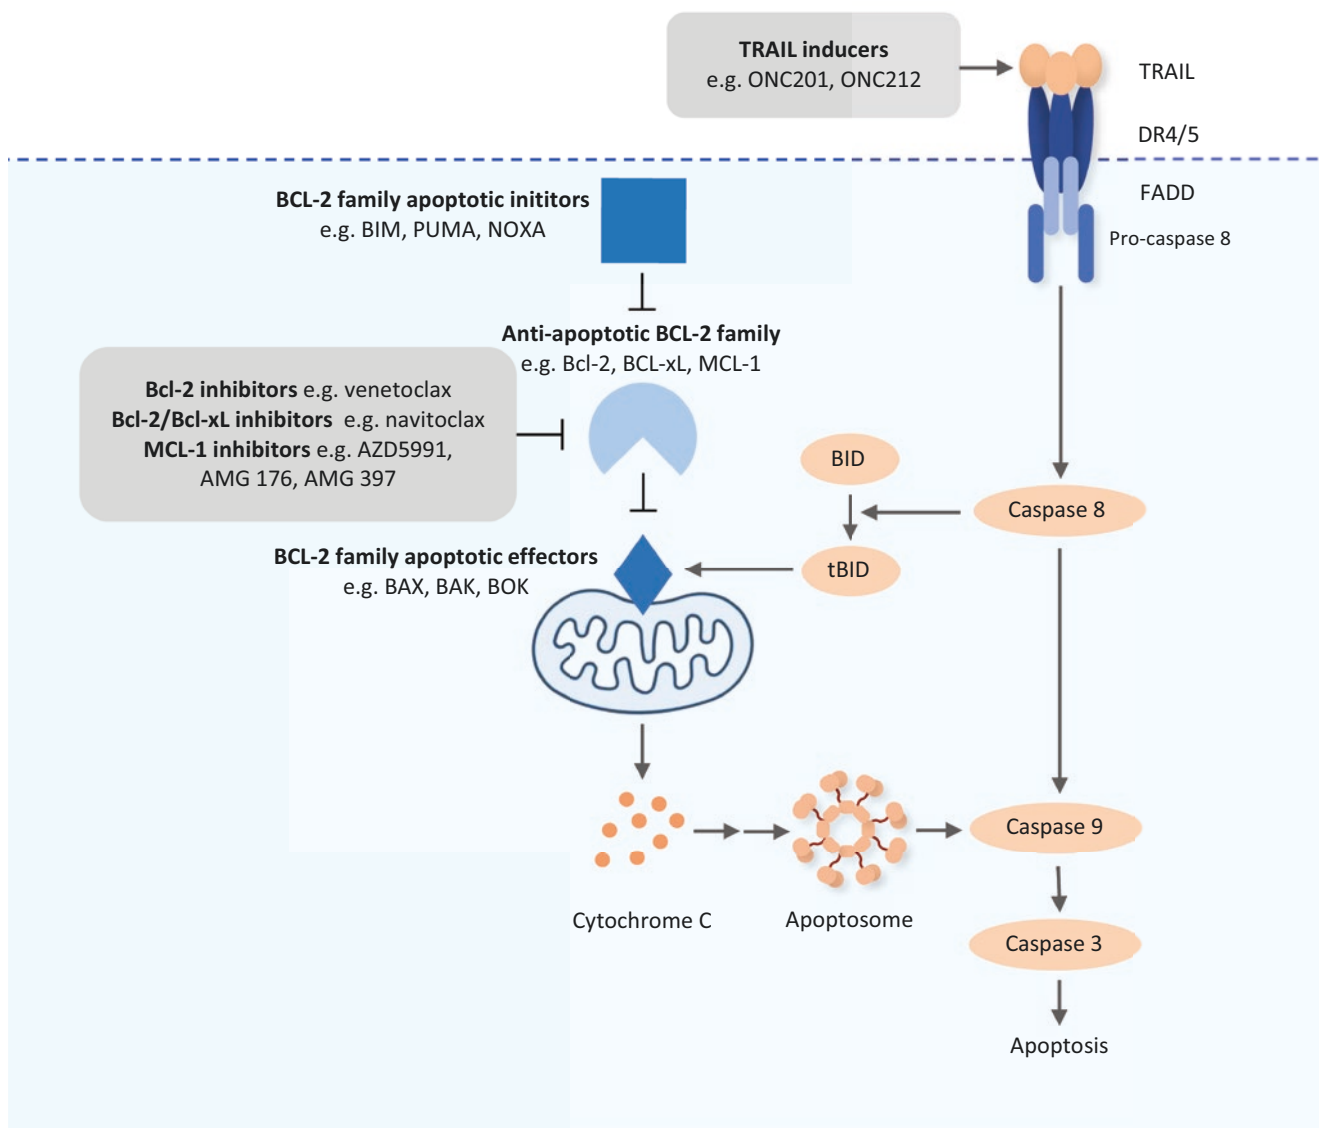 TRAIL inducers
e.g. ONC201, ONC212
TRAIL
DR4/5
FADD
Pro-caspase 8
BCL-2 family apoptotic inititors
e.g. BIM, PUMA, NOXA
Anti-apoptotic BCL-2 family
e.g. Bcl-2, BCL-xL, MCL-1
Bcl-2 inhibitors e.g. venetoclax
Bcl-2/Bcl-xL inhibitors e.g. navitoclax
MCL-1 inhibitors e.g. AZD5991,
AMG 176, AMG 397
BID
Caspase 8
BCL-2 family apoptotic effectors
e.g. BAX, BAK, BOK
tBID
Caspase 9
Cytochrome C
Apoptosome
Caspase 3
Apoptosis